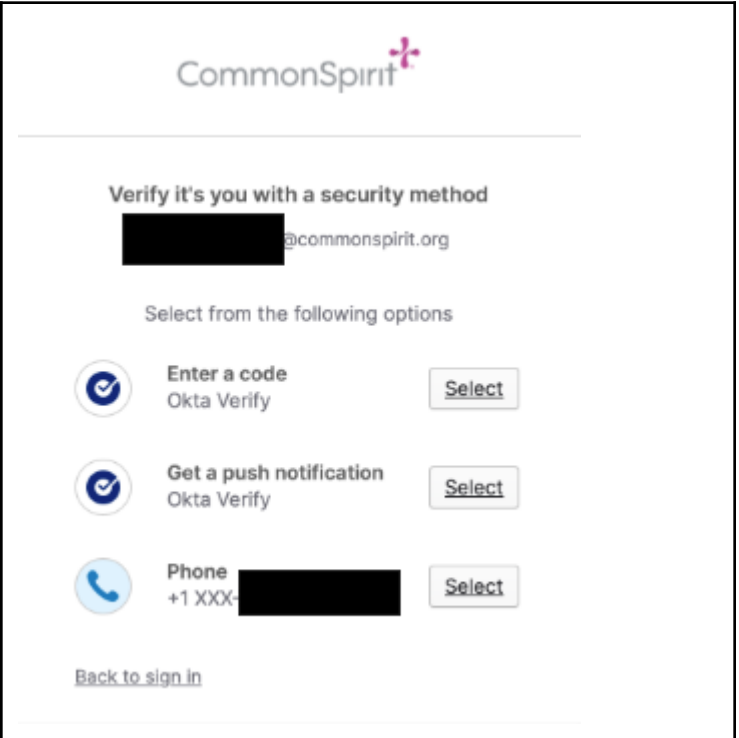 CommonSpirit
Verify it's you with a security method
@commonspirit.org
Select from the following options
Enter a code
Okta Verify
Select
Get a push notification
Okta Verify
Select
Phone
+1 XXX-
Select
Back to sign in